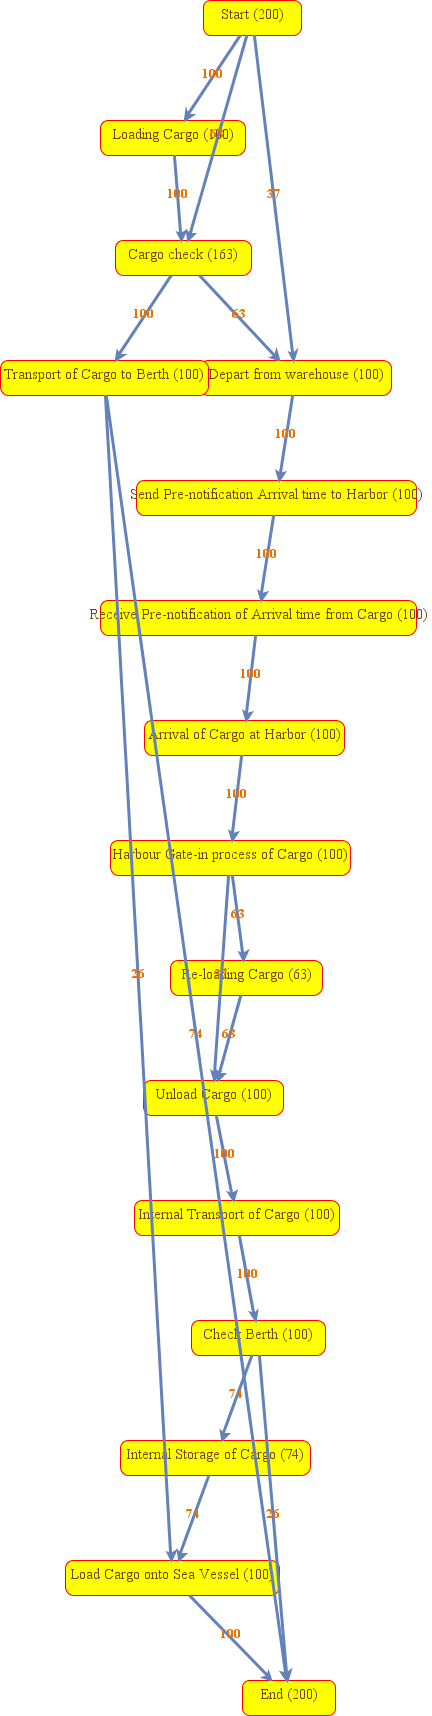 Start (200)
100
Loading Cargo (100)
100
37
Cargo check (163)
100
63
Transport of Cargo to Berth (100)
Depart from warehouse (100)
100
Send Pre-notification Arrival time to Harbor (100)
100
Receive Pre-notification of Arrival time from Cargo (100)
100
Arrival of Cargo at Harbor (100)
100
Harbour Gate-in process of Cargo (100)
63
26
Re-loading Cargo (63)
74
63
Unload Cargo (100)
100
Internal Transport of Cargo (100)
100
Check Berth (100)
74
Internal Storage of Cargo (74)
74
26
Load Cargo onto Sea Vessel (100)
100
End (200)